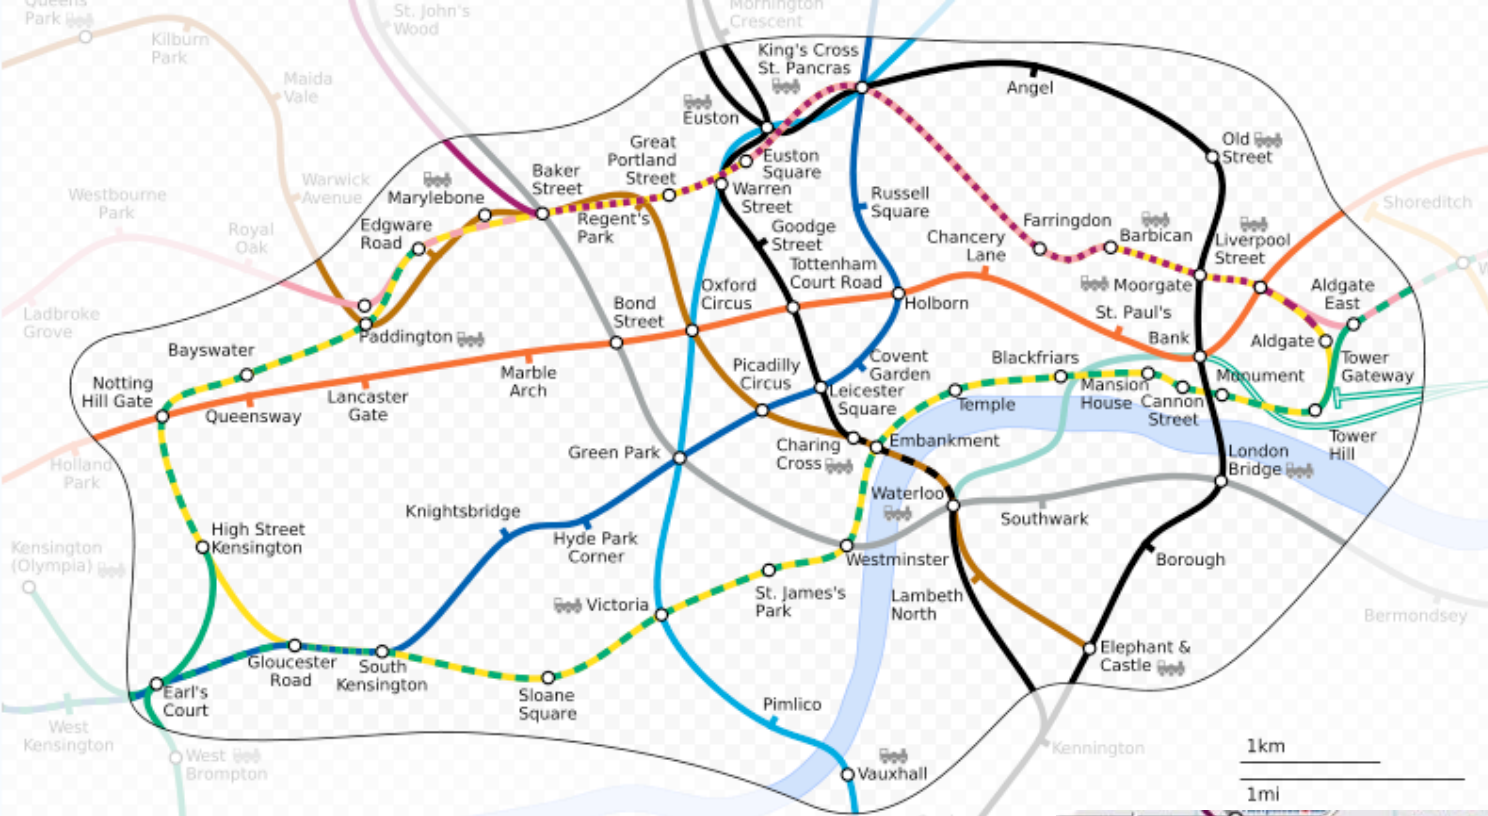 Queens
Park
Kilburn
Park
St. John's
Wood
Mornington
Crescent
Maida
Vale
King's Cross
St. Pancras
Angel
Euston
Old
Street
Great
Portland
Street
Euston
Square
Baker
Street
Marylebone
Warwick
Avenue
Westbourne
Park
Warren
Street
Russell
Square
Shoreditch
Edgware
Road
Regent's
Park
Royal
Oak
Goodge
Street
Farringdon
Barbican
Liverpool
Street
Chancery
Lane
Tottenham
Court Road
W
Moorgate
Aldgate
East
Oxford
Circus
Holborn
Bond
Street
Ladbroke
Grove
St. Paul's
Paddington
Bank
Aldgate
Bayswater
Marble
Arch
Picadilly
Circus
Covent
Garden
Blackfriars
Tower
Gateway
Notting
Hill Gate
Queensway
Lancaster
Gate
Leicester
Square
Temple
Mansion
House
Cannon
Street
Monument
Holland
Park
Green Park
Charing
Cross
Embankment
Tower
Hill
London
Bridge
Waterloo
Knightsbridge
Southwark
High Street
Kensington
Hyde Park
Corner
Westminster
Borough
Kensington
(Olympia)
Victoria
St. James's
Park
Lambeth
North
Bermondsey
Gloucester
Road
South
Kensington
Elephant &
Castle
Earl's
Court
Sloane
Square
Pimlico
West
Kensington
West
Brompton
Kennington
Vauxhall
1km
1mi